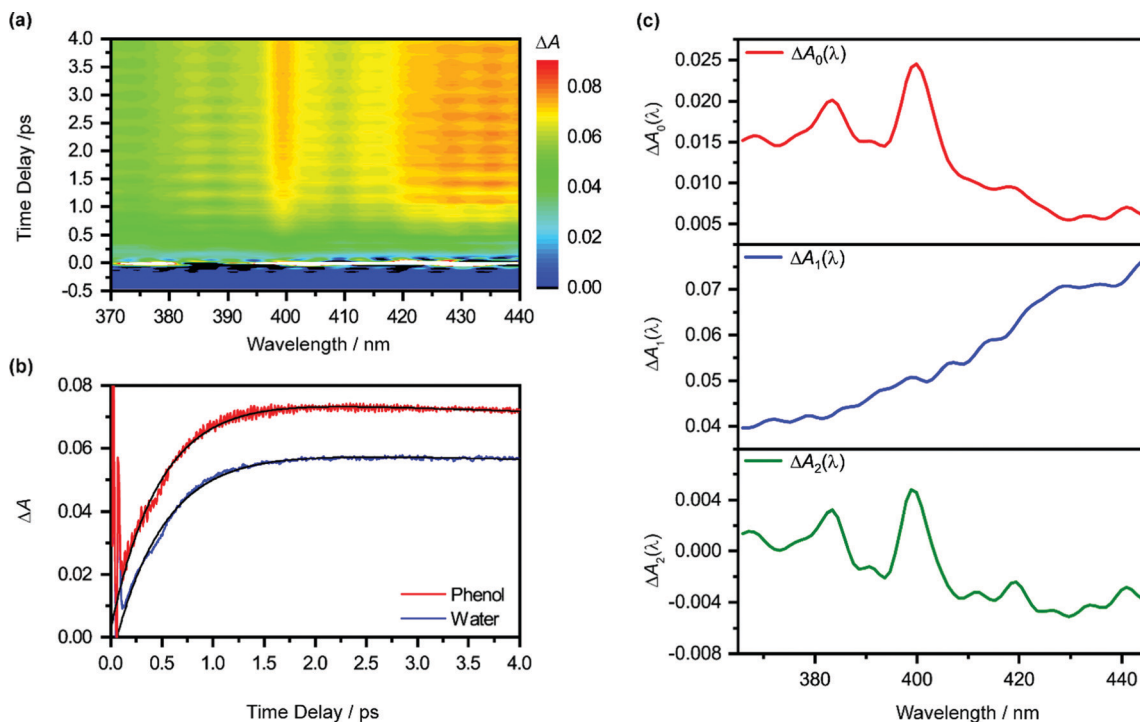 (a)
4.0
3.5
3.0
2.5
2.0
1.5
1.0
0.5
0.0
-0.5
Time Delay /ps
370 380 390 400 410 420 430 440
Wavelength / nm
ΔA
0.08
0.06
0.04
0.02
0.00
(b)
0.08
0.06
0.04
0.02
0.00
ΔA
Phenol
Water
0.0 0.5 1.0 1.5 2.0 2.5 3.0 3.5 4.0
Time Delay / ps
(c)
ΔA0(λ)
0.025
0.020
0.015
0.010
0.005
ΔA0(λ)
ΔA1(λ)
0.07
0.06
0.05
0.04
ΔA1(λ)
ΔA2(λ)
0.004
0.000
-0.004
-0.008
ΔA2(λ)
380 400 420 440
Wavelength / nm